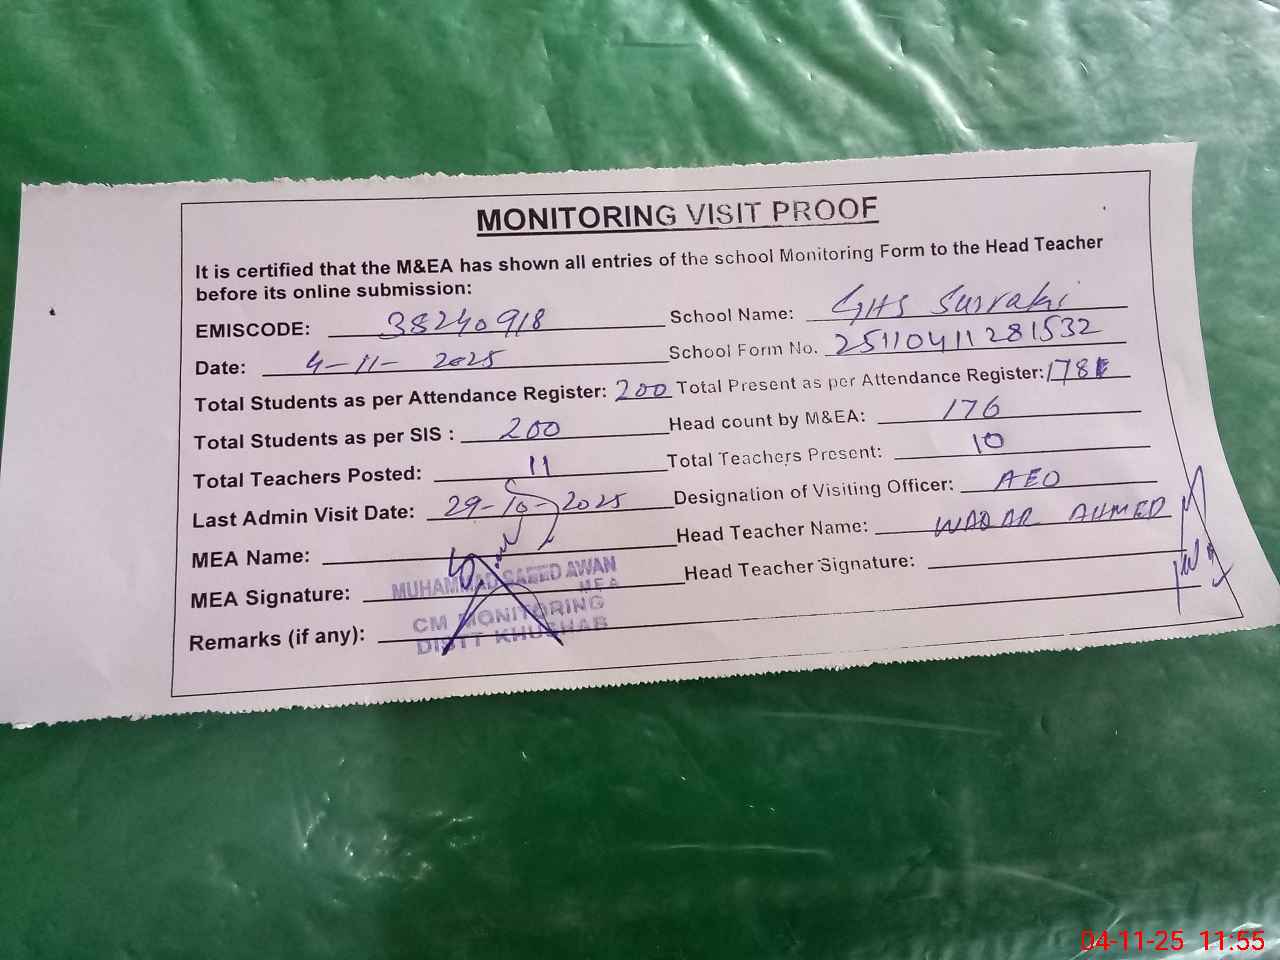 MONITORING VISIT PROOF
It is certified that the M&EA has shown all entries of the school Monitoring Form to the Head Teacher
before its online submission:
EMISCODE: 38240918 School Name: GHS Surraki
Date: 4-11-2025 School Form No. 25110411281532
Total Students as per Attendance Register: 200 Total Present as per Attendance Register: 178
Total Students as per SIS : 200 Head count by M&EA: 176
Total Teachers Posted: 11 Total Teachers Present: 10
Last Admin Visit Date: 29-10-2025 Designation of Visiting Officer: AEO
MEA Name: Head Teacher Name: WAQAR AHMED
MEA Signature: MUHAMMAD SAEED AWAN Head Teacher Signature:
MEA
Remarks (if any): CM MONITORING
DISTT KHUSHAB
04-11-25 11:55